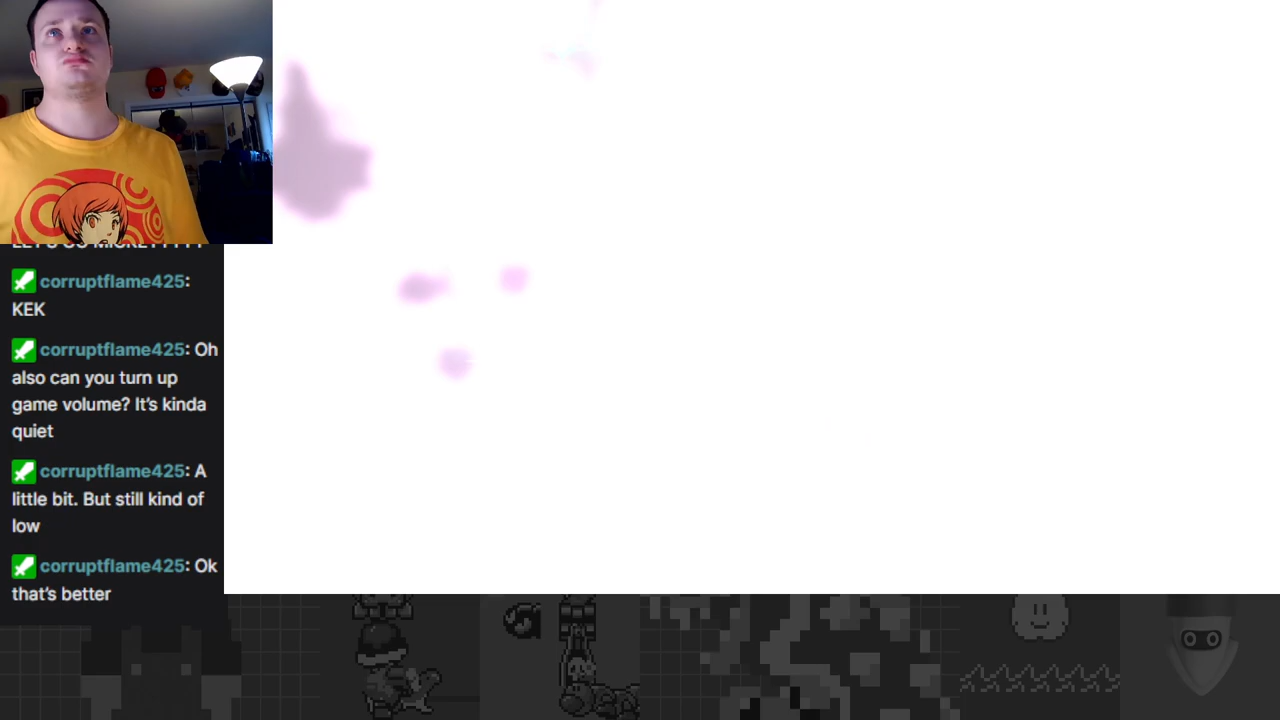 corruptflame425:
KEK
corruptflame425: Oh
also can you turn up
game volume? It's kinda
quiet
corruptflame425: A
little bit. But still kind of
low
corruptflame425: Ok
that's better